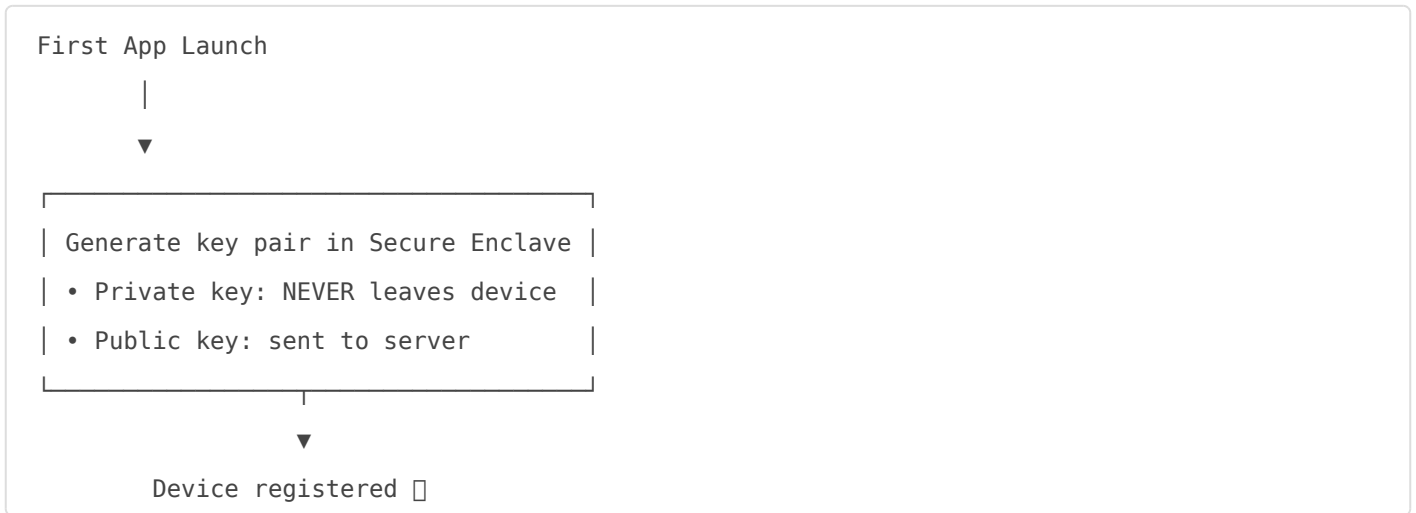 First App Launch
│
▼
┌───────────────────────────────────────┐
│ Generate key pair in Secure Enclave │
│ • Private key: NEVER leaves device │
│ • Public key: sent to server │
└──────────────────┬────────────────────┘
▼
Device registered ▯